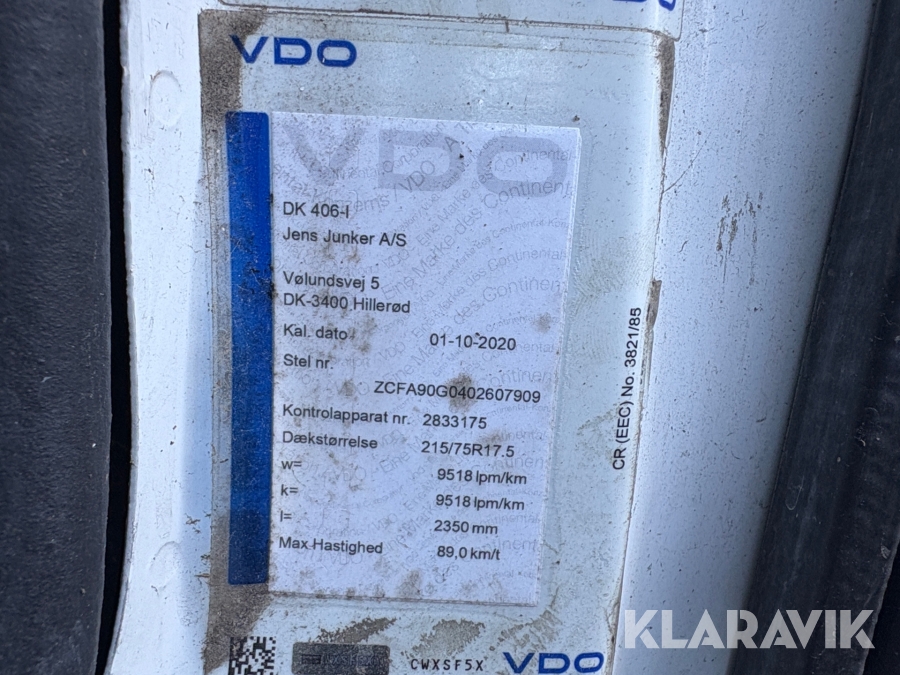 VDO
VDO
DK 406-I
Jens Junker A/S
Vølundsvej 5
DK-3400 Hillerød
Kal. dato 01-10-2020
Stel nr.
ZCFA90G0402607909
Kontrolapparat nr. 2833175
Dækstørrelse 215/75R17.5
w= 9518 Ipm/km
k= 9518 Ipm/km
l= 2350 mm
Max Hastighed 89,0 km/t
CR (EEC) No. 3821/85
CWXSF5X
VDO
KLARAVIK